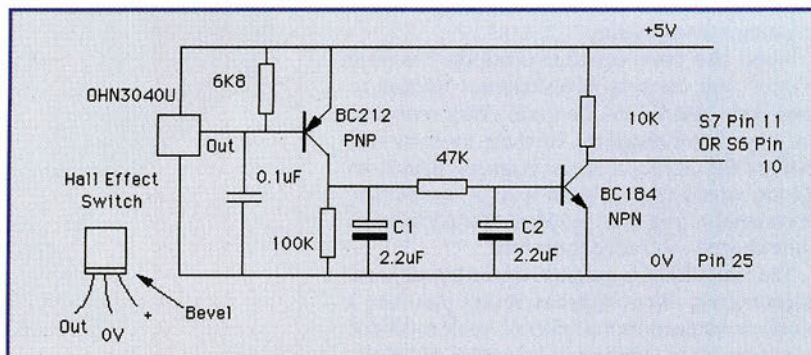 +5V
6K8
OHN3040U
BC212
PNP
10K
S7 Pin 11
OR S6 Pin
10
Out
47K
Hall Effect
Switch
0.1uF
BC184
NPN
100K
C1
2.2uF
C2
2.2uF
0V Pin 25
Out
0V
+
Bevel